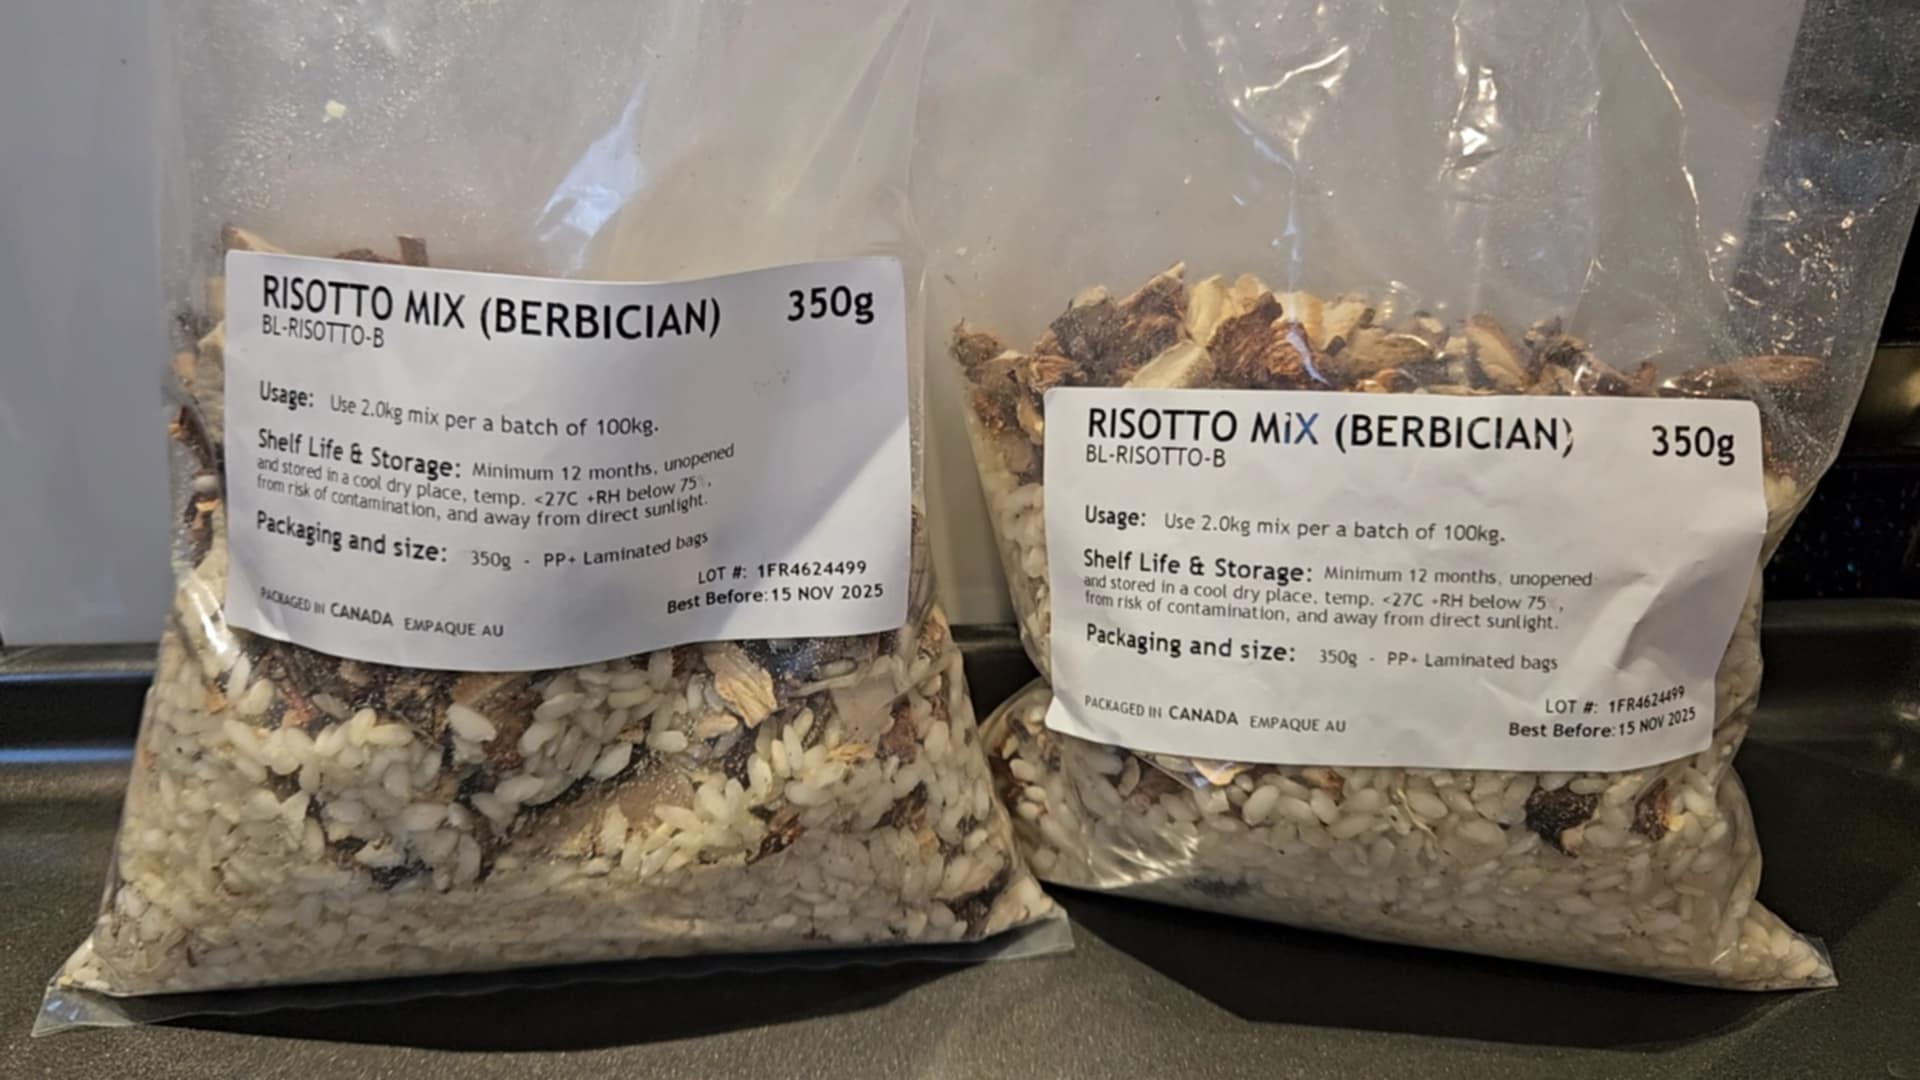 RISOTTO MIX (BERBICIAN) 350g
BL-RISOTTO-B
Usage: Use 2.0kg mix per a batch of 100kg.
Shelf Life & Storage: Minimum 12 months, unopened
and stored in a cool dry place, temp. <27C +RH below 75%,
from risk of contamination, and away from direct sunlight.
Packaging and size: 350g - PP+ Laminated bags
LOT #: 1FR4624499
Best Before: 15 NOV 2025
PACKAGED IN CANADA EMPAQUE AU
RISOTTO MiX (BERBICIAN) 350g
BL-RISOTTO-B
Usage: Use 2.0kg mix per a batch of 100kg.
Shelf Life & Storage: Minimum 12 months, unopened
and stored in a cool dry place, temp. <27C +RH below 75%,
from risk of contamination, and away from direct sunlight.
Packaging and size: 350g - PP+ Laminated bags
LOT #: 1FR4624499
Best Before: 15 NOV 2025
PACKAGED IN CANADA EMPAQUE AU